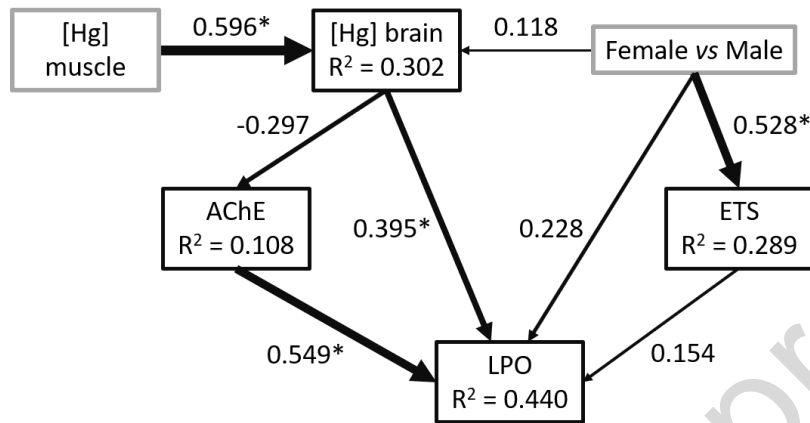 [Hg]
muscle
0.596*
[Hg] brain
R² = 0.302
0.118
Female vs Male
-0.297
0.528*
AChE
R² = 0.108
0.395*
0.228
ETS
R² = 0.289
0.549*
LPO
R² = 0.440
0.154
pr